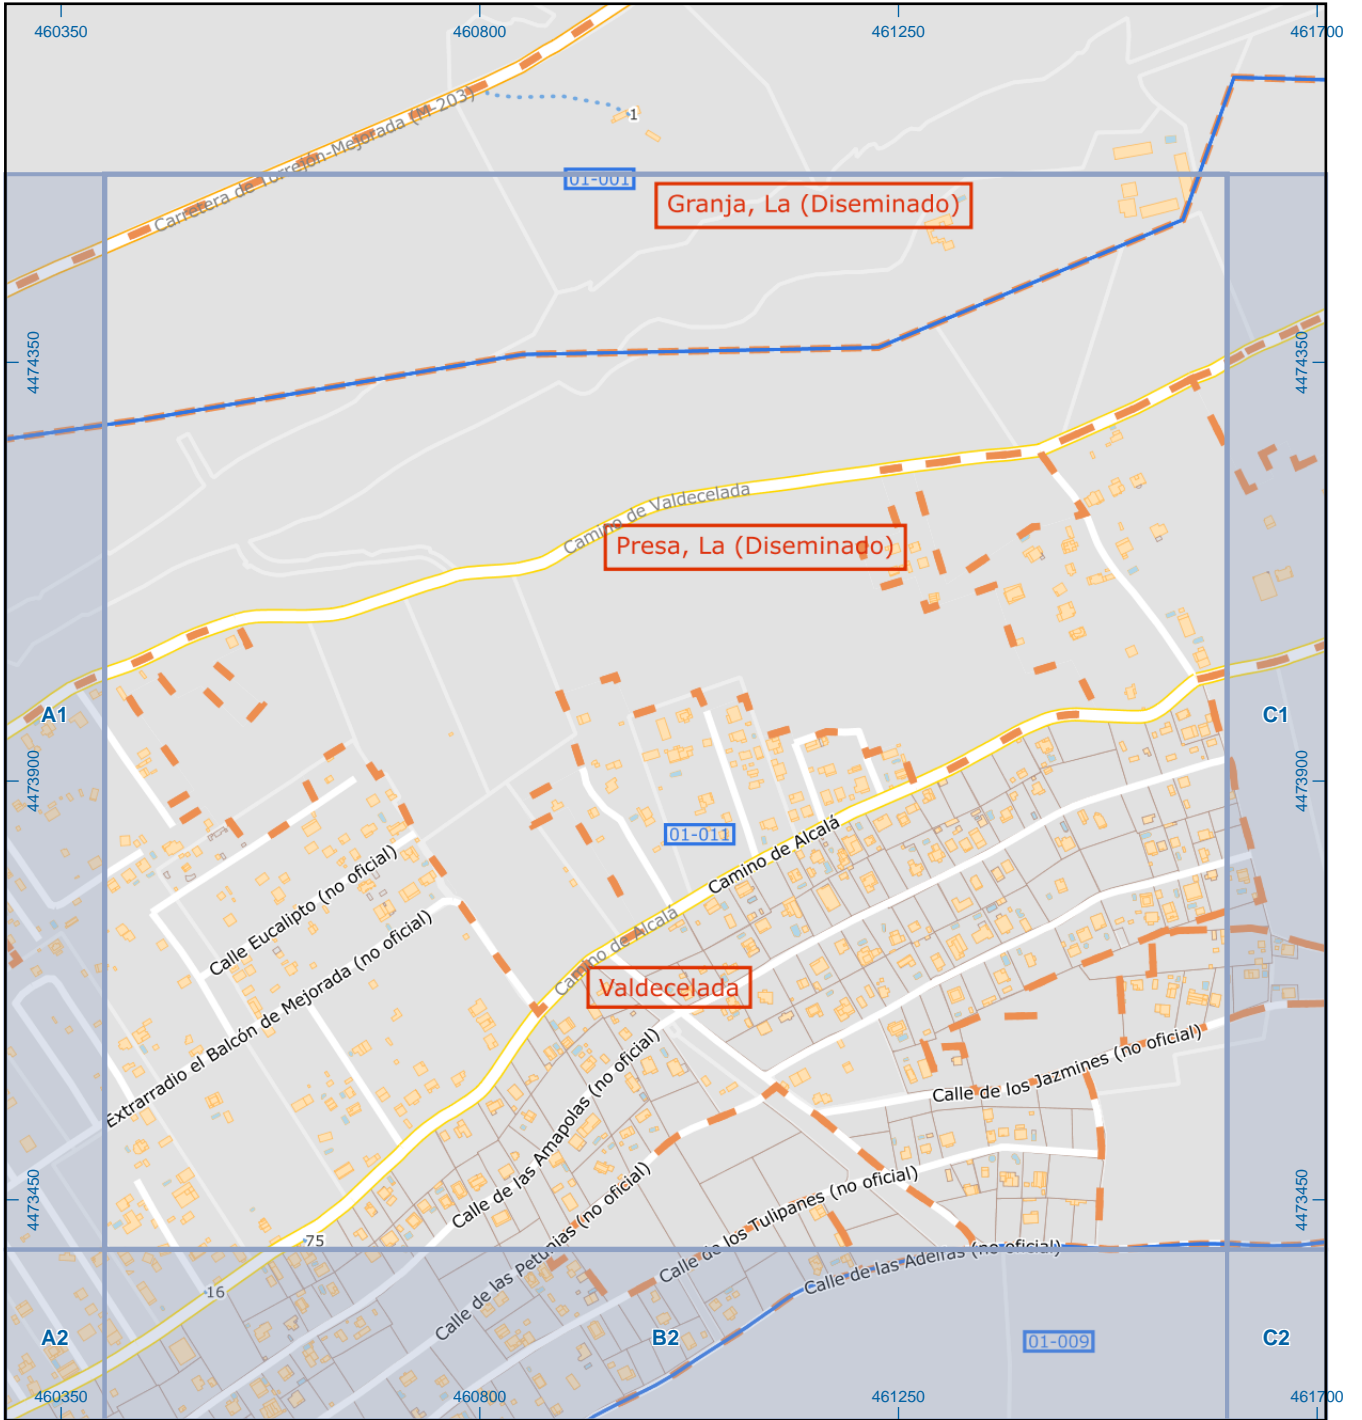 460350
460800
461250
461700
Carretera de Torrejón-Mejorada (M-203)
1
01-001
Granja, La (Diseminado)
4474350
4474350
Camino de Valdecelada
Presa, La (Diseminado)
A1
C1
4473900
4473900
01-011
Camino de Alcalá
Calle Eucalipto (no oficial)
Camino de Alcalá
Extrarradio el Balcón de Mejorada (no oficial)
Valdecelada
Calle de los Jazmines (no oficial)
Calle de las Amapolas (no oficial)
Calle de las Petunias (no oficial)
Calle de los Tulipanes (no oficial)
4473450
4473450
75
Calle de las Adelfas (no oficial)
16
A2
B2
01-009
C2
460350
460800
461250
461700